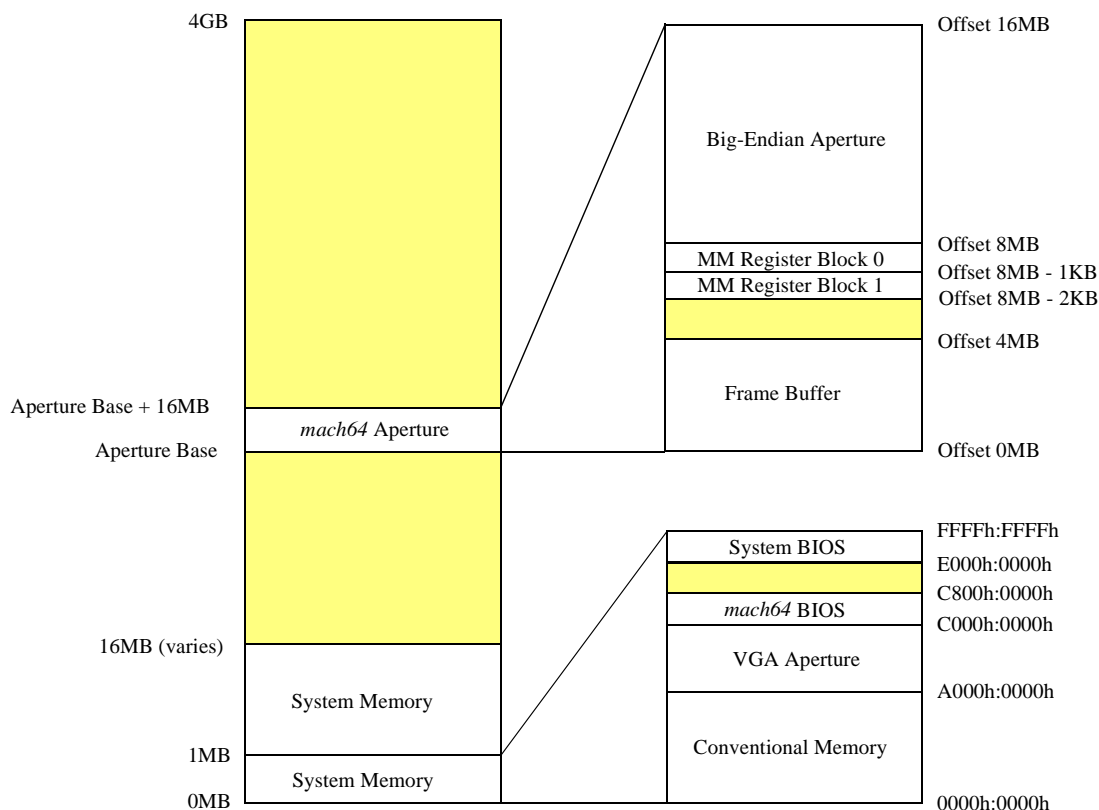 4GB
Offset 16MB
Big-Endian Aperture
Offset 8MB
MM Register Block 0
Offset 8MB - 1KB
MM Register Block 1
Offset 8MB - 2KB
Offset 4MB
Frame Buffer
Aperture Base + 16MB
mach64 Aperture
Aperture Base
Offset 0MB
FFFFh:FFFFh
System BIOS
E000h:0000h
C800h:0000h
mach64 BIOS
C000h:0000h
16MB (varies)
VGA Aperture
A000h:0000h
System Memory
1MB
Conventional Memory
System Memory
0MB
0000h:0000h